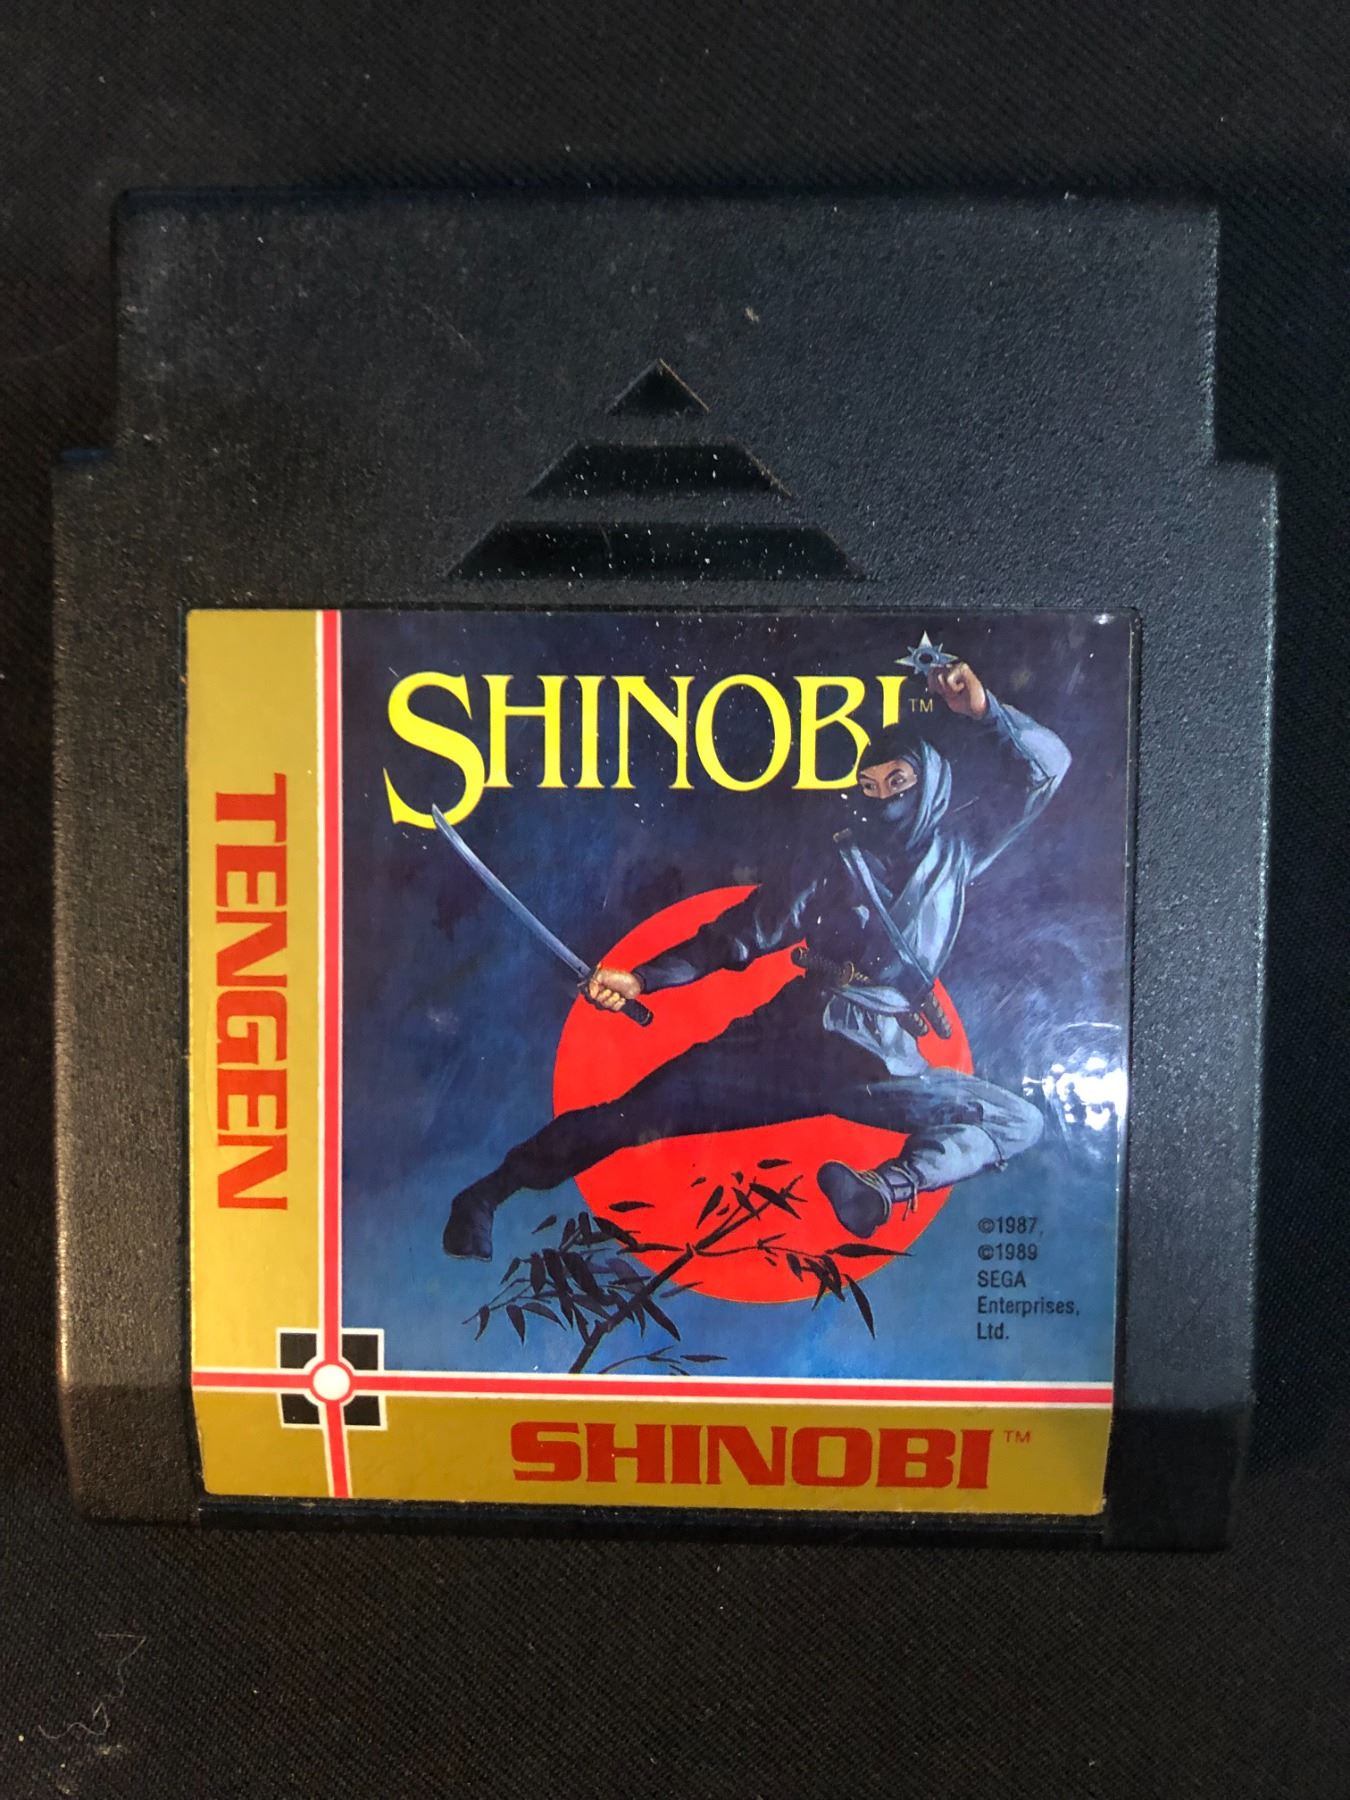 SHINOBI™
TENGEN
©1987,
©1989
SEGA
Enterprises,
Ltd.
SHINOBI™